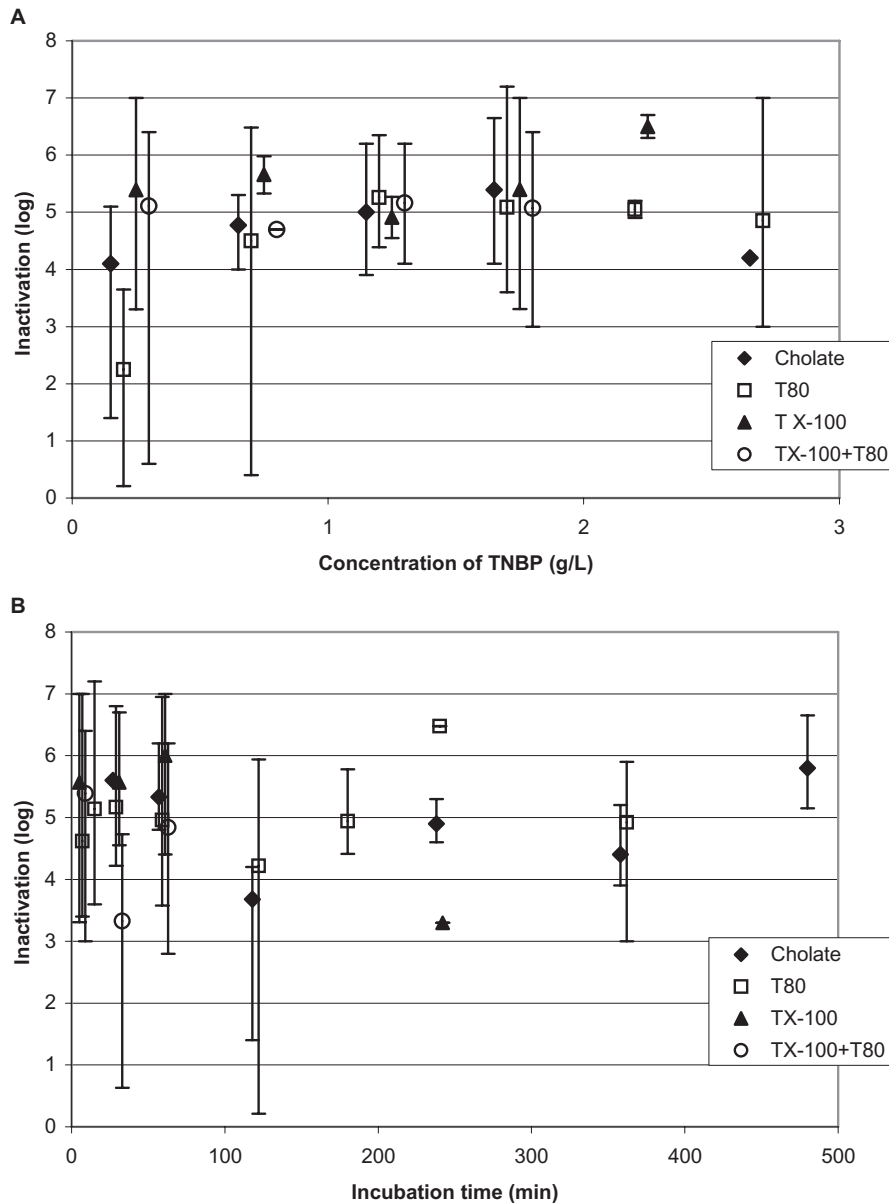 A
8
7
6
5
4
3
2
1
0
Inactivation (log)
0 1 2 3
Concentration of TNBP (g/L)
Cholate
T80
T X-100
TX-100+T80
B
8
7
6
5
4
3
2
1
0
Inactivation (log)
0 100 200 300 400 500
Incubation time (min)
Cholate
T80
TX-100
TX-100+T80